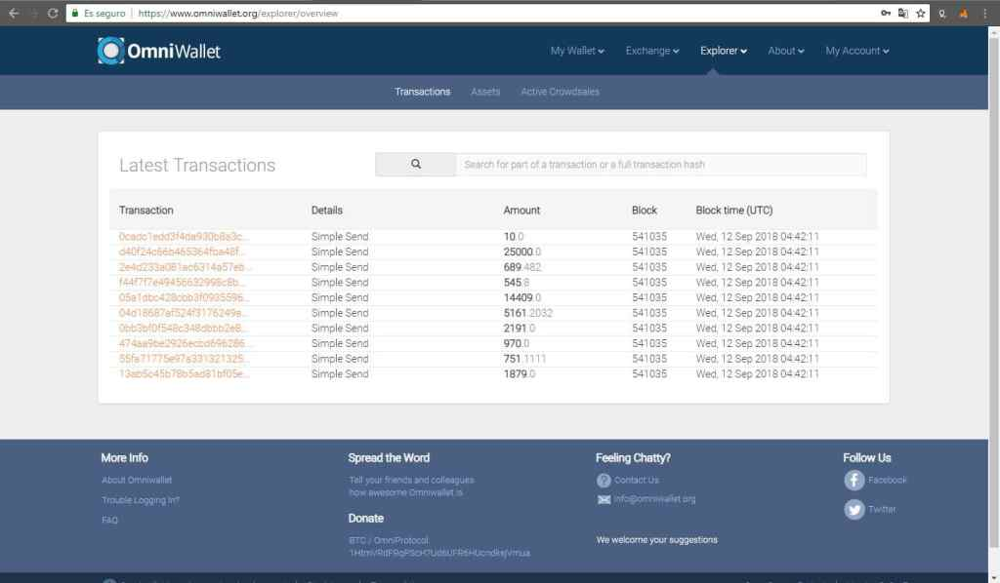 Es seguro | https://www.omniwallet.org/explorer/overview
OmniWallet
My Wallet Exchange Explorer About My Account
Transactions Assets Active Crowdsales
Latest Transactions
Search for part of a transaction or a full transaction hash
Transaction Details Amount Block Block time (UTC)
0cadc1edd3f4da930b8a3c... Simple Send 10.0 541035 Wed, 12 Sep 2018 04:42:11
d40f24c66b465364fba48f... Simple Send 25000.0 541035 Wed, 12 Sep 2018 04:42:11
2e4d233a081ac6314a57eb... Simple Send 689.482 541035 Wed, 12 Sep 2018 04:42:11
f44f7f7e49456632998c8b... Simple Send 545.8 541035 Wed, 12 Sep 2018 04:42:11
05a1dbc428cbb3f0935596... Simple Send 14409.0 541035 Wed, 12 Sep 2018 04:42:11
04d18687af524f3176249a... Simple Send 5161.2032 541035 Wed, 12 Sep 2018 04:42:11
0bb3bf0f548c348dbbb2e8... Simple Send 2191.0 541035 Wed, 12 Sep 2018 04:42:11
474aa9be2926ecbd696286... Simple Send 970.0 541035 Wed, 12 Sep 2018 04:42:11
55fa71775e97a331321325... Simple Send 751.1111 541035 Wed, 12 Sep 2018 04:42:11
13ab5c45b78b5ad81bf05e... Simple Send 1879.0 541035 Wed, 12 Sep 2018 04:42:11
More Info
About Omniwallet
Trouble Logging In?
FAQ
Spread the Word
Tell your friends and colleagues
how awesome Omniwallet is.
Donate
BTC / OmniProtocol:
Feeling Chatty?
Contact Us
info@omniwallet.org
We welcome your suggestions
Follow Us
Facebook
Twitter